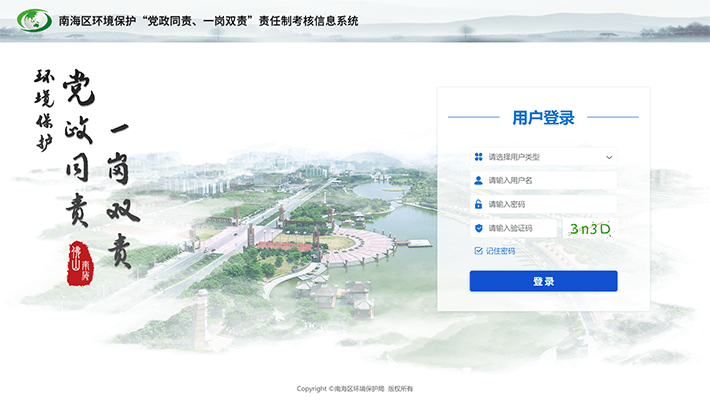 南海区环境保护“党政同责、一岗双责”责任制考核信息系统
环境保护
党政同责
一岗双责
佛山
南海
用户登录
请选择用户类型
请输入用户名
请输入密码
请输入验证码
3n3D
记住密码
登录
Copyright ©南海区环境保护局 版权所有